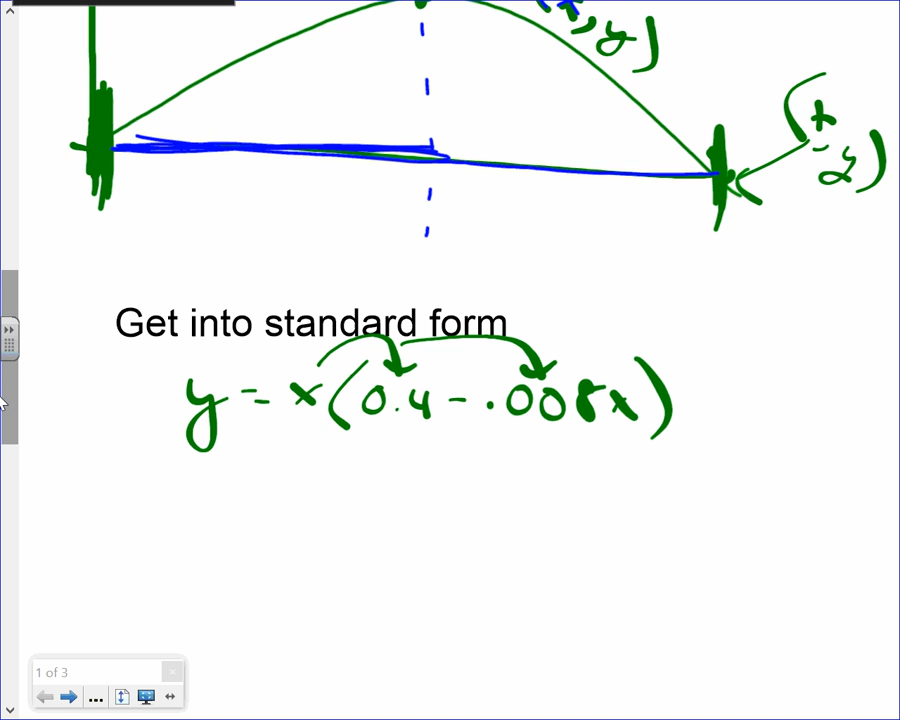 x, y)
(x
- y)
Get into standard form
y = x(0.4 - .008x)
1 of 3